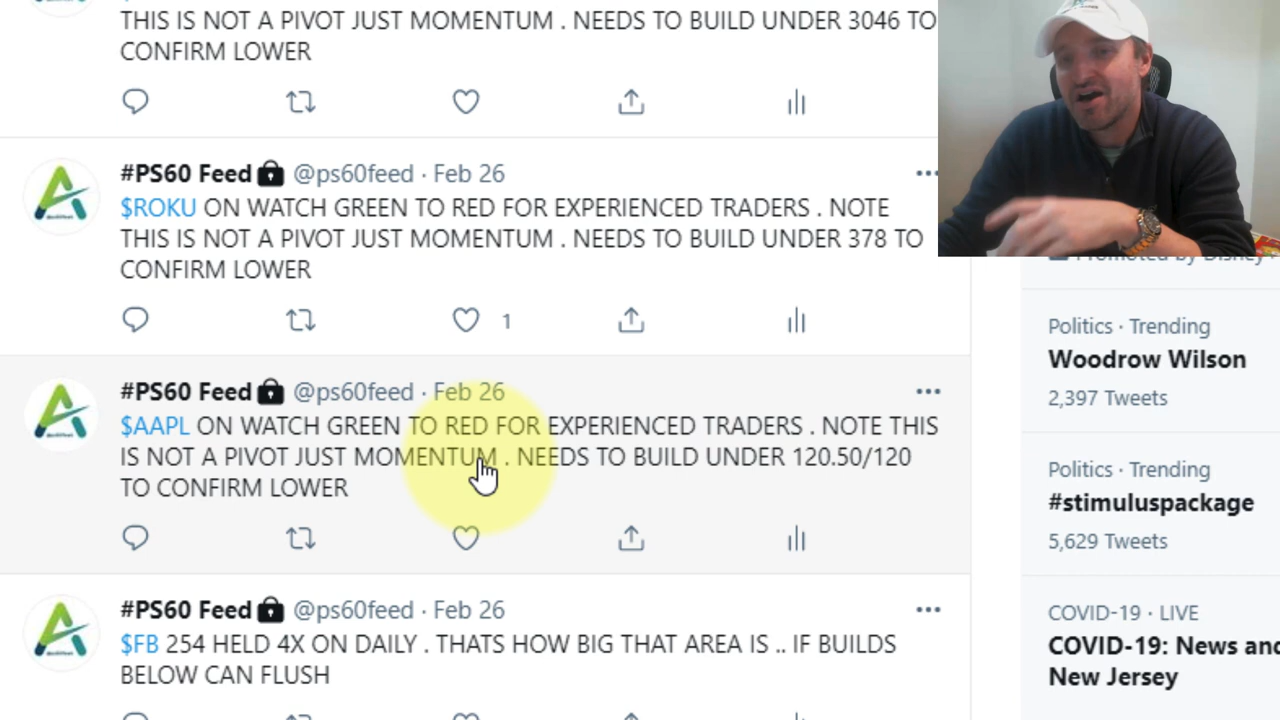 THIS IS NOT A PIVOT JUST MOMENTUM . NEEDS TO BUILD UNDER 3046 TO
CONFIRM LOWER
#PS60 Feed @ps60feed · Feb 26
$ROKU ON WATCH GREEN TO RED FOR EXPERIENCED TRADERS . NOTE
THIS IS NOT A PIVOT JUST MOMENTUM . NEEDS TO BUILD UNDER 378 TO
CONFIRM LOWER
1
#PS60 Feed @ps60feed · Feb 26
$AAPL ON WATCH GREEN TO RED FOR EXPERIENCED TRADERS . NOTE THIS
IS NOT A PIVOT JUST MOMENTUM . NEEDS TO BUILD UNDER 120.50/120
TO CONFIRM LOWER
#PS60 Feed @ps60feed · Feb 26
$FB 254 HELD 4X ON DAILY . THATS HOW BIG THAT AREA IS .. IF BUILDS
BELOW CAN FLUSH
Promoted by Disney+
Politics · Trending
Woodrow Wilson
2,397 Tweets
Politics · Trending
#stimuluspackage
5,629 Tweets
COVID-19 · LIVE
COVID-19: News and
New Jersey